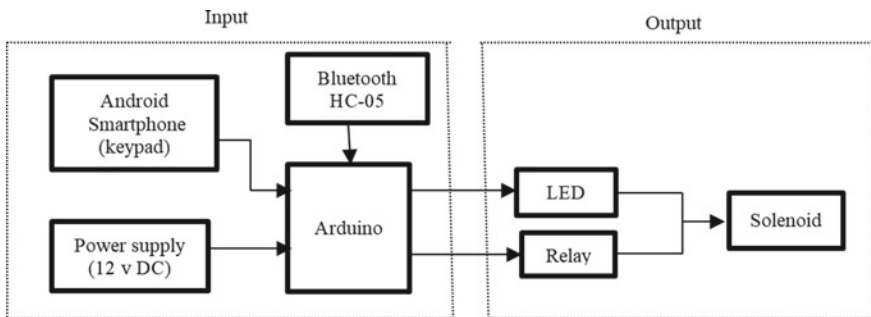 Input
Output
Android
Smartphone
(keypad)
Bluetooth
HC-05
Power supply
(12 v DC)
Arduino
LED
Relay
Solenoid